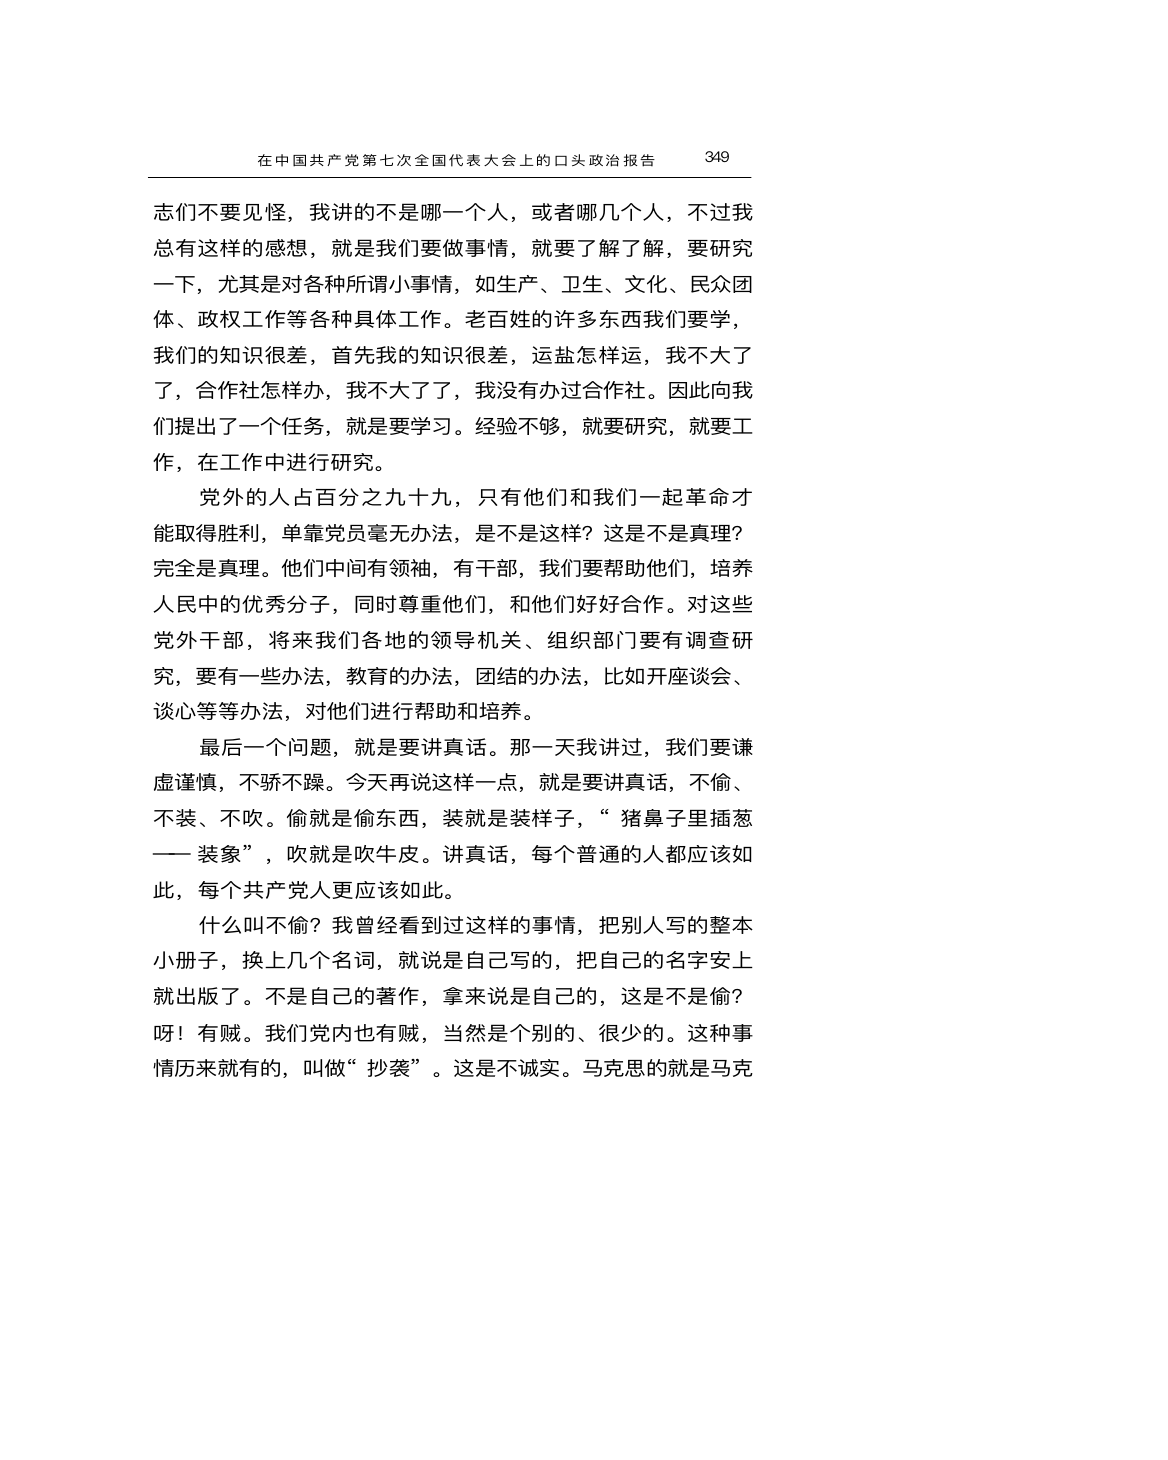 在中国共产党第七次全国代表大会上的口头政治报告 349
志们不要见怪，我讲的不是哪一个人，或者哪几个人，不过我
总有这样的感想，就是我们要做事情，就要了解了解，要研究
一下，尤其是对各种所谓小事情，如生产、卫生、文化、民众团
体、政权工作等各种具体工作。老百姓的许多东西我们要学，
我们的知识很差，首先我的知识很差，运盐怎样运，我不大了
了，合作社怎样办，我不大了了，我没有办过合作社。因此向我
们提出了一个任务，就是要学习。经验不够，就要研究，就要工
作，在工作中进行研究。
党外的人占百分之九十九，只有他们和我们一起革命才
能取得胜利，单靠党员毫无办法，是不是这样？这是不是真理？
完全是真理。他们中间有领袖，有干部，我们要帮助他们，培养
人民中的优秀分子，同时尊重他们，和他们好好合作。对这些
党外干部，将来我们各地的领导机关、组织部门要有调查研
究，要有一些办法，教育的办法，团结的办法，比如开座谈会、
谈心等等办法，对他们进行帮助和培养。
最后一个问题，就是要讲真话。那一天我讲过，我们要谦
虚谨慎，不骄不躁。今天再说这样一点，就是要讲真话，不偷、
不装、不吹。偷就是偷东西，装就是装样子，“猪鼻子里插葱
——装象”，吹就是吹牛皮。讲真话，每个普通的人都应该如
此，每个共产党人更应该如此。
什么叫不偷？我曾经看到过这样的事情，把别人写的整本
小册子，换上几个名词，就说是自己写的，把自己的名字安上
就出版了。不是自己的著作，拿来说是自己的，这是不是偷？
呀！有贼。我们党内也有贼，当然是个别的、很少的。这种事
情历来就有的，叫做“抄袭”。这是不诚实。马克思的就是马克